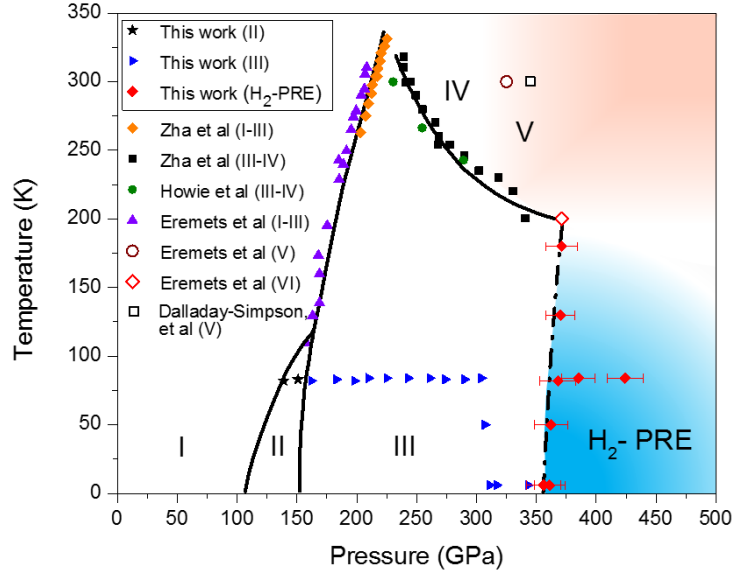 350
300
250
200
150
100
50
0
Temperature (K)
This work (II)
This work (III)
This work (H₂-PRE)
Zha et al (I-III)
Zha et al (III-IV)
Howie et al (III-IV)
Eremets et al (I-III)
Eremets et al (V)
Eremets et al (VI)
Dalladay-Simpson,
et al (V)
IV
V
I
II
III
H₂- PRE
0 50 100 150 200 250 300 350 400 450 500
Pressure (GPa)